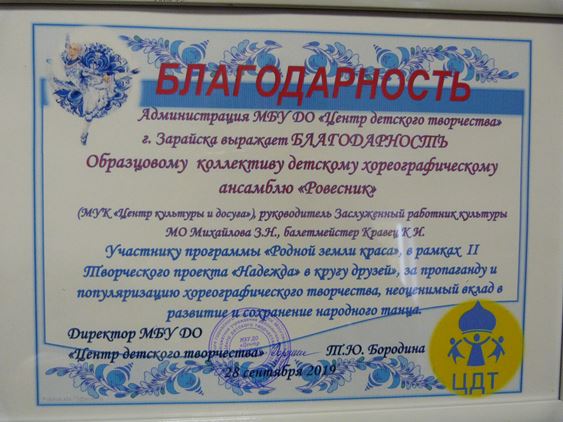 БЛАГОДАРНОСТЬ
Администрация МБУ ДО «Центр детского творчества»
г. Зарайска выражает БЛАГОДАРНОСТЬ
Образцовому коллективу детскому хореографическому
ансамблю «Ровесник»
(МУК «Центр культуры и досуга»), руководитель Заслуженный работник культуры
МО Михайлова З.Н., балетмейстер Кравец К.И.
Участнику программы «Родной земли краса», в рамках II
Творческого проекта «Надежда» в кругу друзей», за пропаганду и
популяризацию хореографического творчества, неоценимый вклад в
развитие и сохранение народного танца.
Директор МБУ ДО
«Центр детского творчества» Т.Ю. Бородина
28 сентября 2019
ЦДТ